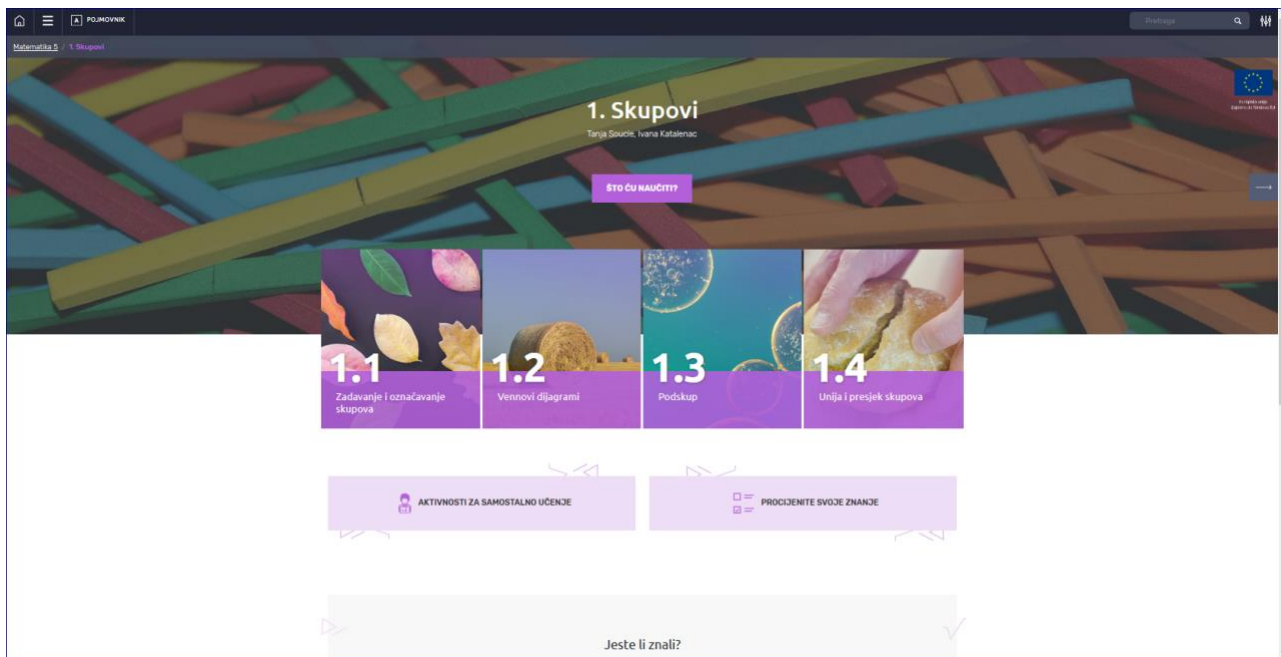 A POJMOVNIK
Pretraga
Matematika 5 / 1. Skupovi
1. Skupovi
Tanja Soucie, Ivana Katalenac
ŠTO ĆU NAUČITI?
1.1
Zadavanje i označavanje
skupova
1.2
Vennovi dijagrami
1.3
Podskup
1.4
Unija i presjek skupova
AKTIVNOSTI ZA SAMOSTALNO UČENJE
PROCIJENITE SVOJE ZNANJE
Jeste li znali?